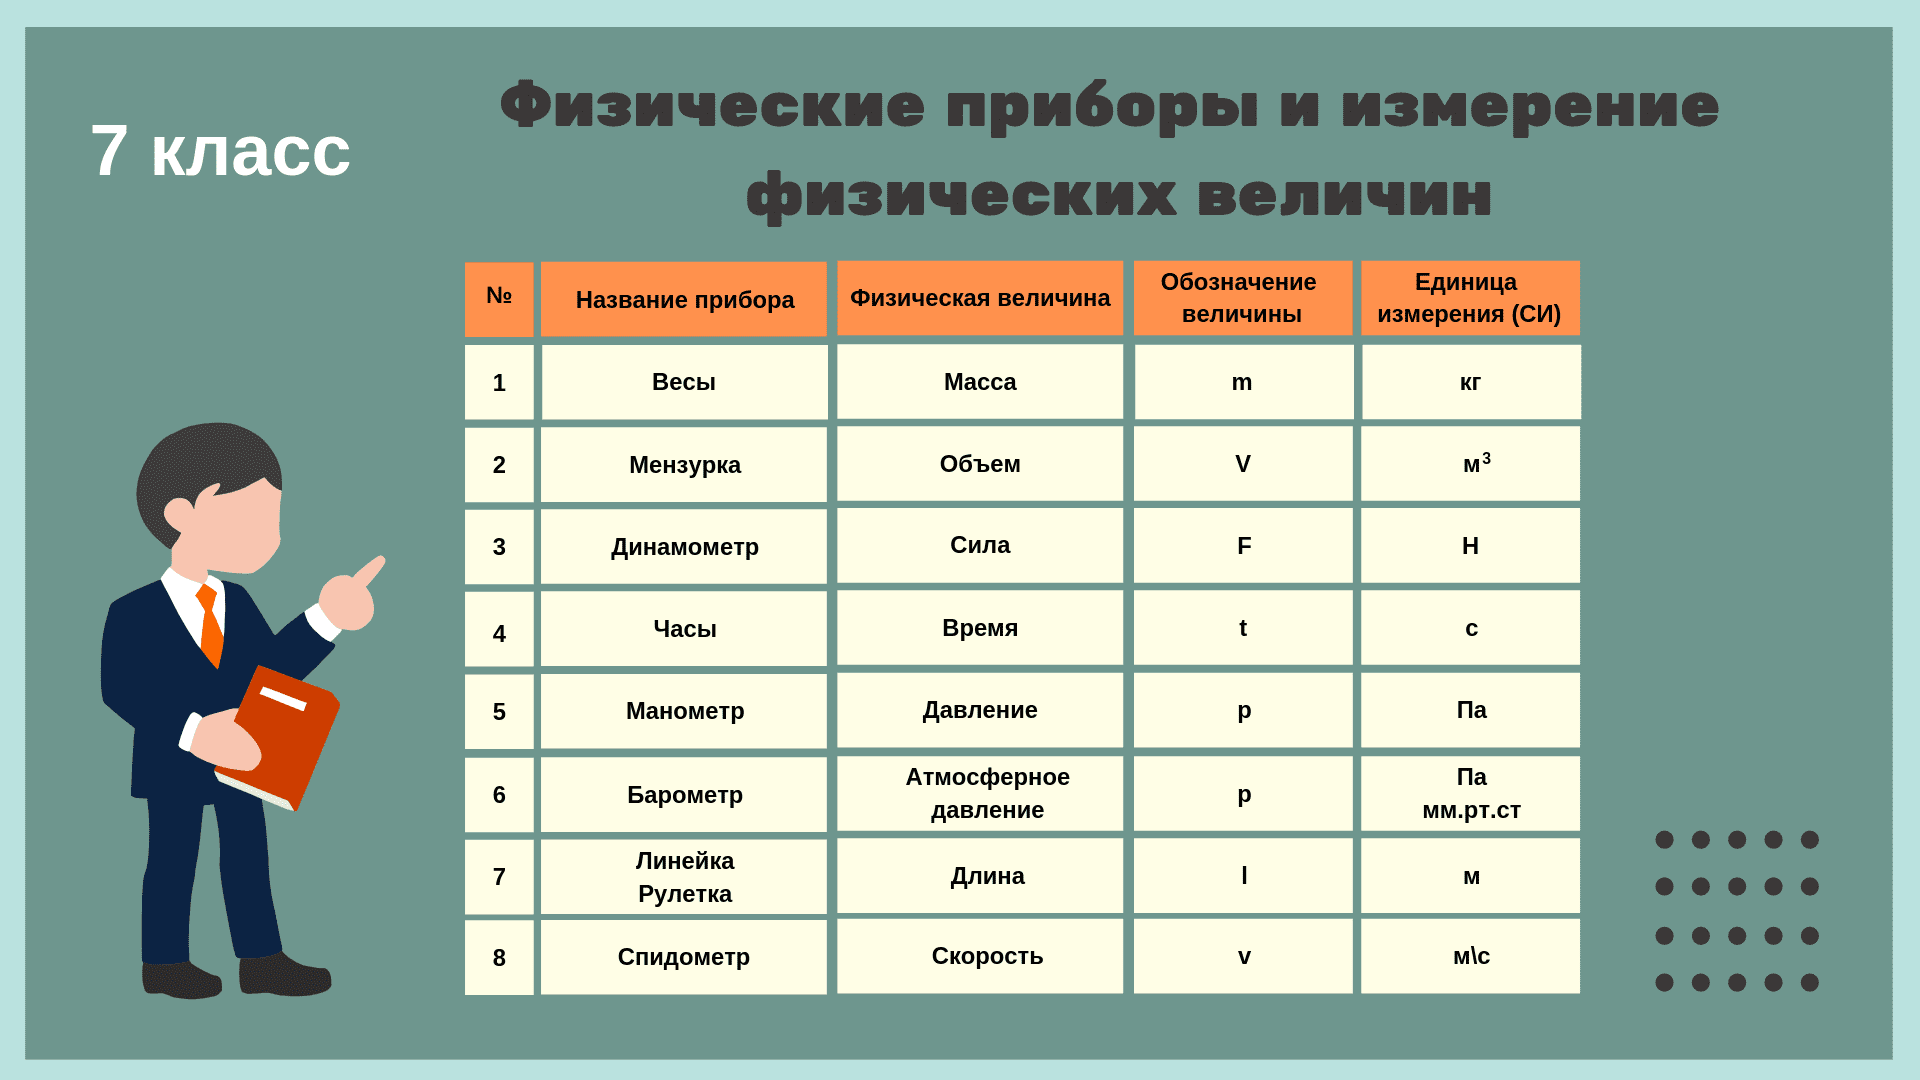 7 класс
Физические приборы и измерение
физических величин
№ Название прибора Физическая величина Обозначение величины Единица измерения (СИ)
1 Весы Масса m кг
2 Мензурка Объем V м³
3 Динамометр Сила F Н
4 Часы Время t с
5 Манометр Давление p Па
6 Барометр Атмосферное давление p Па мм.рт.ст
7 Линейка Рулетка Длина l м
8 Спидометр Скорость v м\с